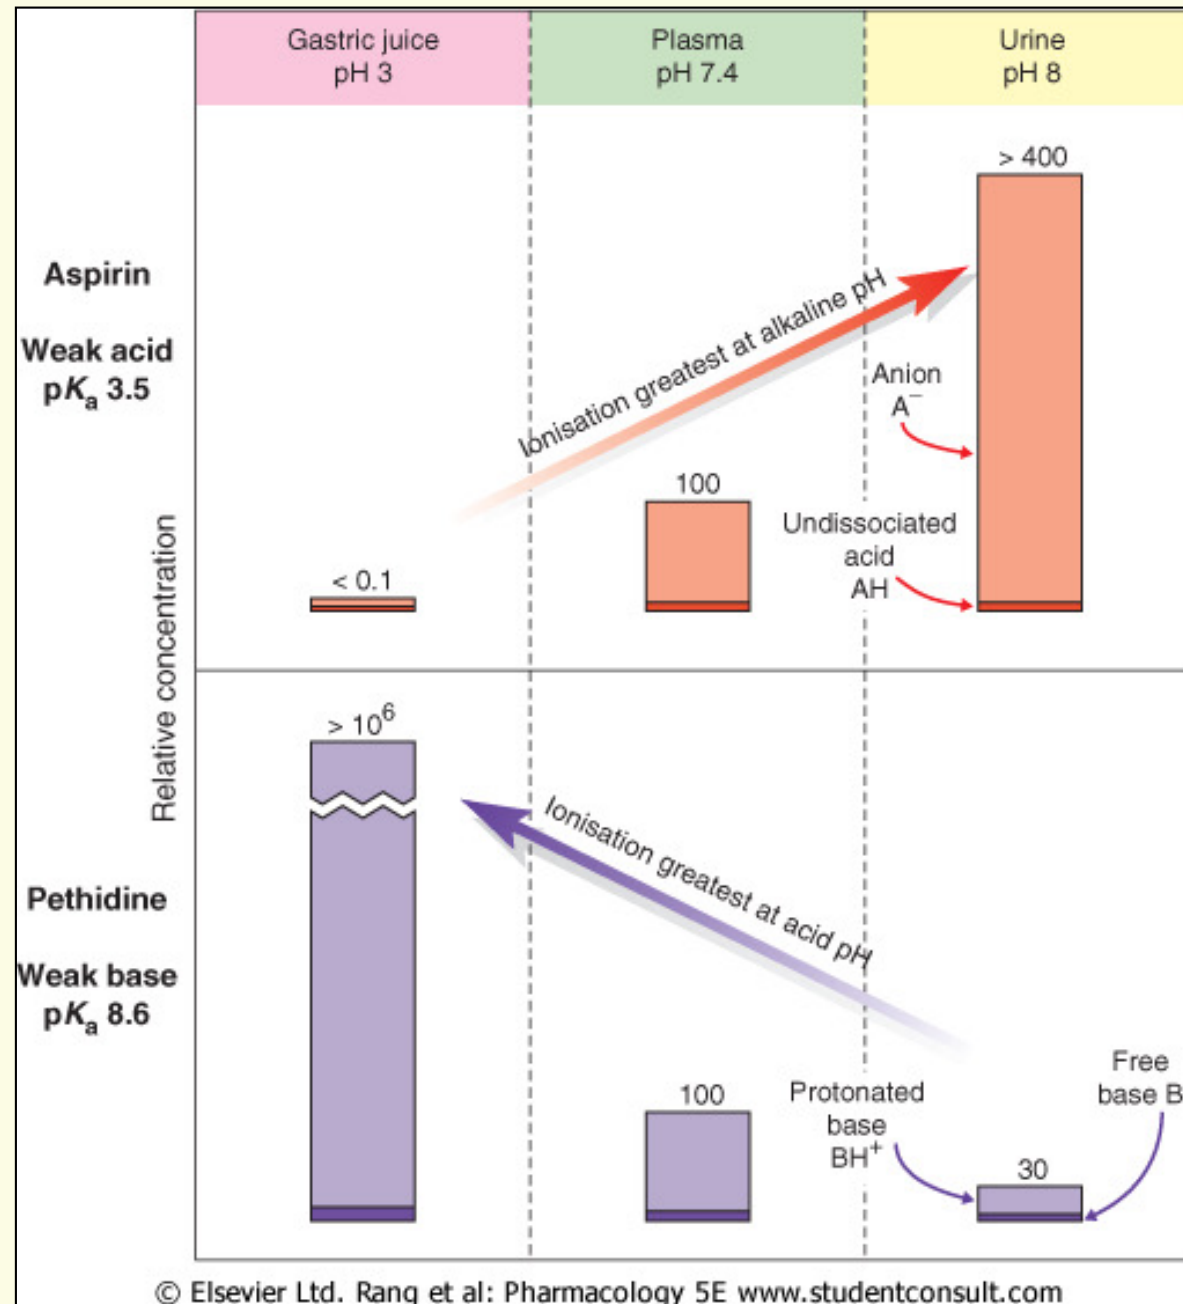 Gastric juice
pH 3
Plasma
pH 7.4
Urine
pH 8
Aspirin
Weak acid
pKa 3.5
Relative concentration
< 0.1
100
> 400
Ionisation greatest at alkaline pH
Anion
A⁻
Undissociated
acid
AH
Pethidine
Weak base
pKa 8.6
> 10⁶
100
30
Ionisation greatest at acid pH
Protonated
base
BH⁺
Free
base B
© Elsevier Ltd. Rang et al: Pharmacology 5E www.studentconsult.com